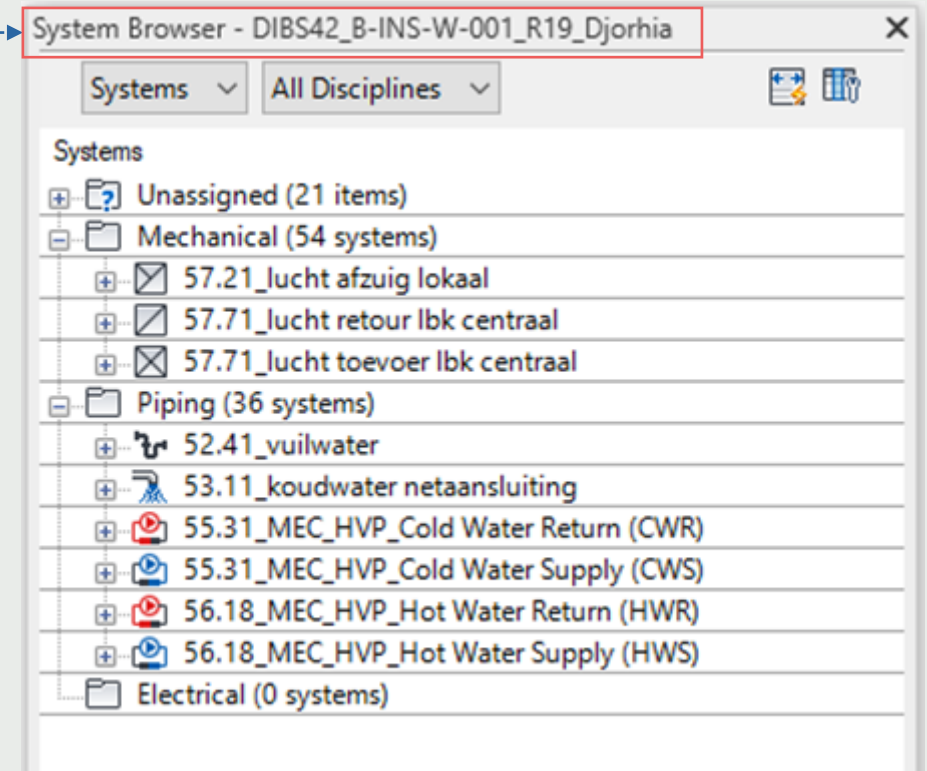 System Browser - DIBS42_B-INS-W-001_R19_Djorhia
Systems All Disciplines
Systems
Unassigned (21 items)
Mechanical (54 systems)
57.21_lucht afzuig lokaal
57.71_lucht retour lbk centraal
57.71_lucht toevoer lbk centraal
Piping (36 systems)
52.41_vuilwater
53.11_koudwater netaansluiting
55.31_MEC_HVP_Cold Water Return (CWR)
55.31_MEC_HVP_Cold Water Supply (CWS)
56.18_MEC_HVP_Hot Water Return (HWR)
56.18_MEC_HVP_Hot Water Supply (HWS)
Electrical (0 systems)